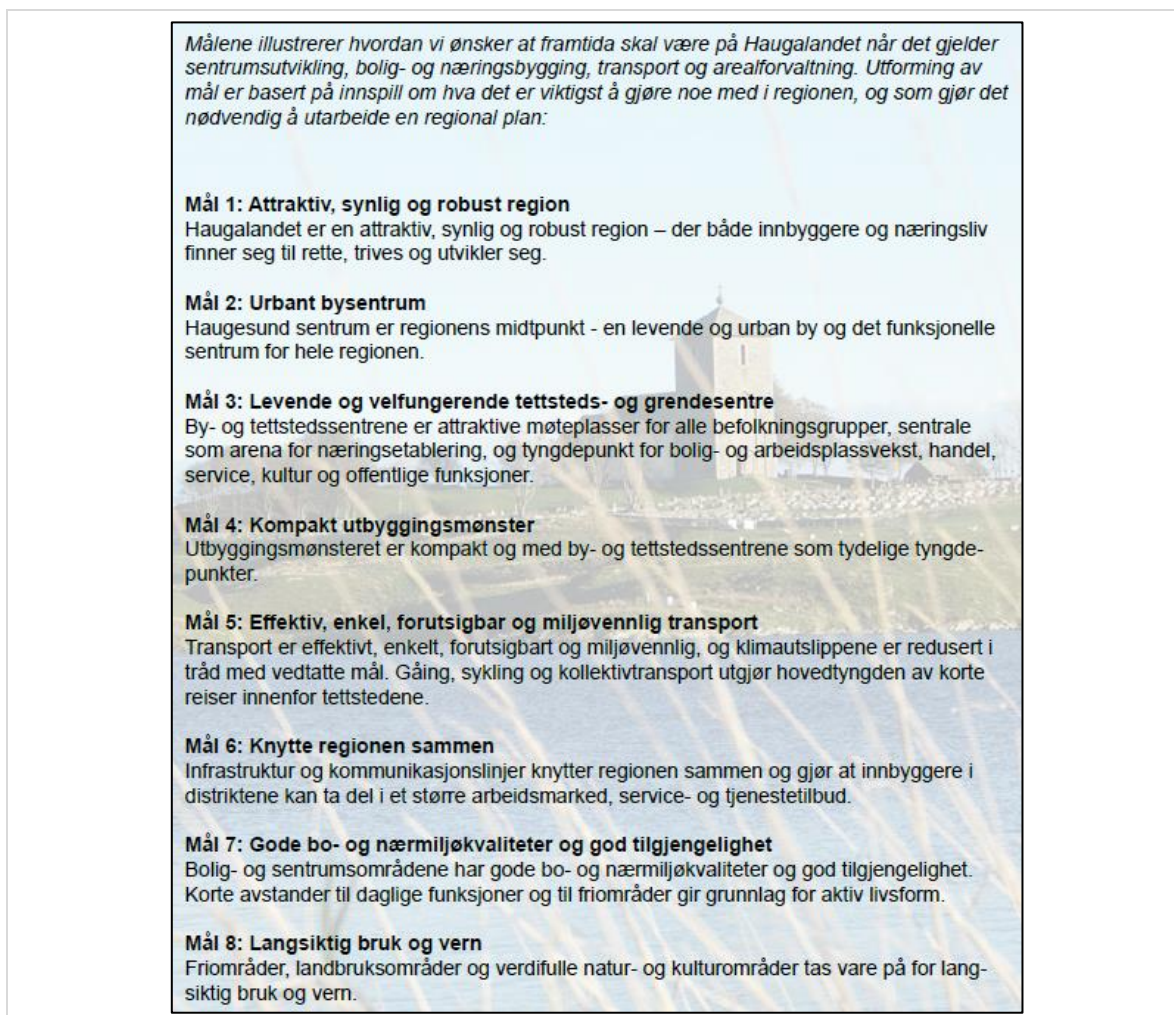 Målene illustrerer hvordan vi ønsker at framtida skal være på Haugalandet når det gjelder
sentrumsutvikling, bolig- og næringsbygging, transport og arealforvaltning. Utforming av
mål er basert på innspill om hva det er viktigst å gjøre noe med i regionen, og som gjør det
nødvendig å utarbeide en regional plan:
Mål 1: Attraktiv, synlig og robust region
Haugalandet er en attraktiv, synlig og robust region – der både innbyggere og næringsliv
finner seg til rette, trives og utvikler seg.
Mål 2: Urbant bysentrum
Haugesund sentrum er regionens midtpunkt - en levende og urban by og det funksjonelle
sentrum for hele regionen.
Mål 3: Levende og velfungerende tettsteds- og grendesentre
By- og tettstedssentrene er attraktive møteplasser for alle befolkningsgrupper, sentrale
som arena for næringsetablering, og tyngdepunkt for bolig- og arbeidsplassvekst, handel,
service, kultur og offentlige funksjoner.
Mål 4: Kompakt utbyggingsmønster
Utbyggingsmønsteret er kompakt og med by- og tettstedssentrene som tydelige tyngde-
punkter.
Mål 5: Effektiv, enkel, forutsigbar og miljøvennlig transport
Transport er effektivt, enkelt, forutsigbart og miljøvennlig, og klimautslippene er redusert i
tråd med vedtatte mål. Gåing, sykling og kollektivtransport utgjør hovedtyngden av korte
reiser innenfor tettstedene.
Mål 6: Knytte regionen sammen
Infrastruktur og kommunikasjonslinjer knytter regionen sammen og gjør at innbyggere i
distriktene kan ta del i et større arbeidsmarked, service- og tjenestetilbud.
Mål 7: Gode bo- og nærmiljøkvaliteter og god tilgjengelighet
Bolig- og sentrumsområdene har gode bo- og nærmiljøkvaliteter og god tilgjengelighet.
Korte avstander til daglige funksjoner og til friområder gir grunnlag for aktiv livsform.
Mål 8: Langsiktig bruk og vern
Friområder, landbruksområder og verdifulle natur- og kulturområder tas vare på for lang-
siktig bruk og vern.